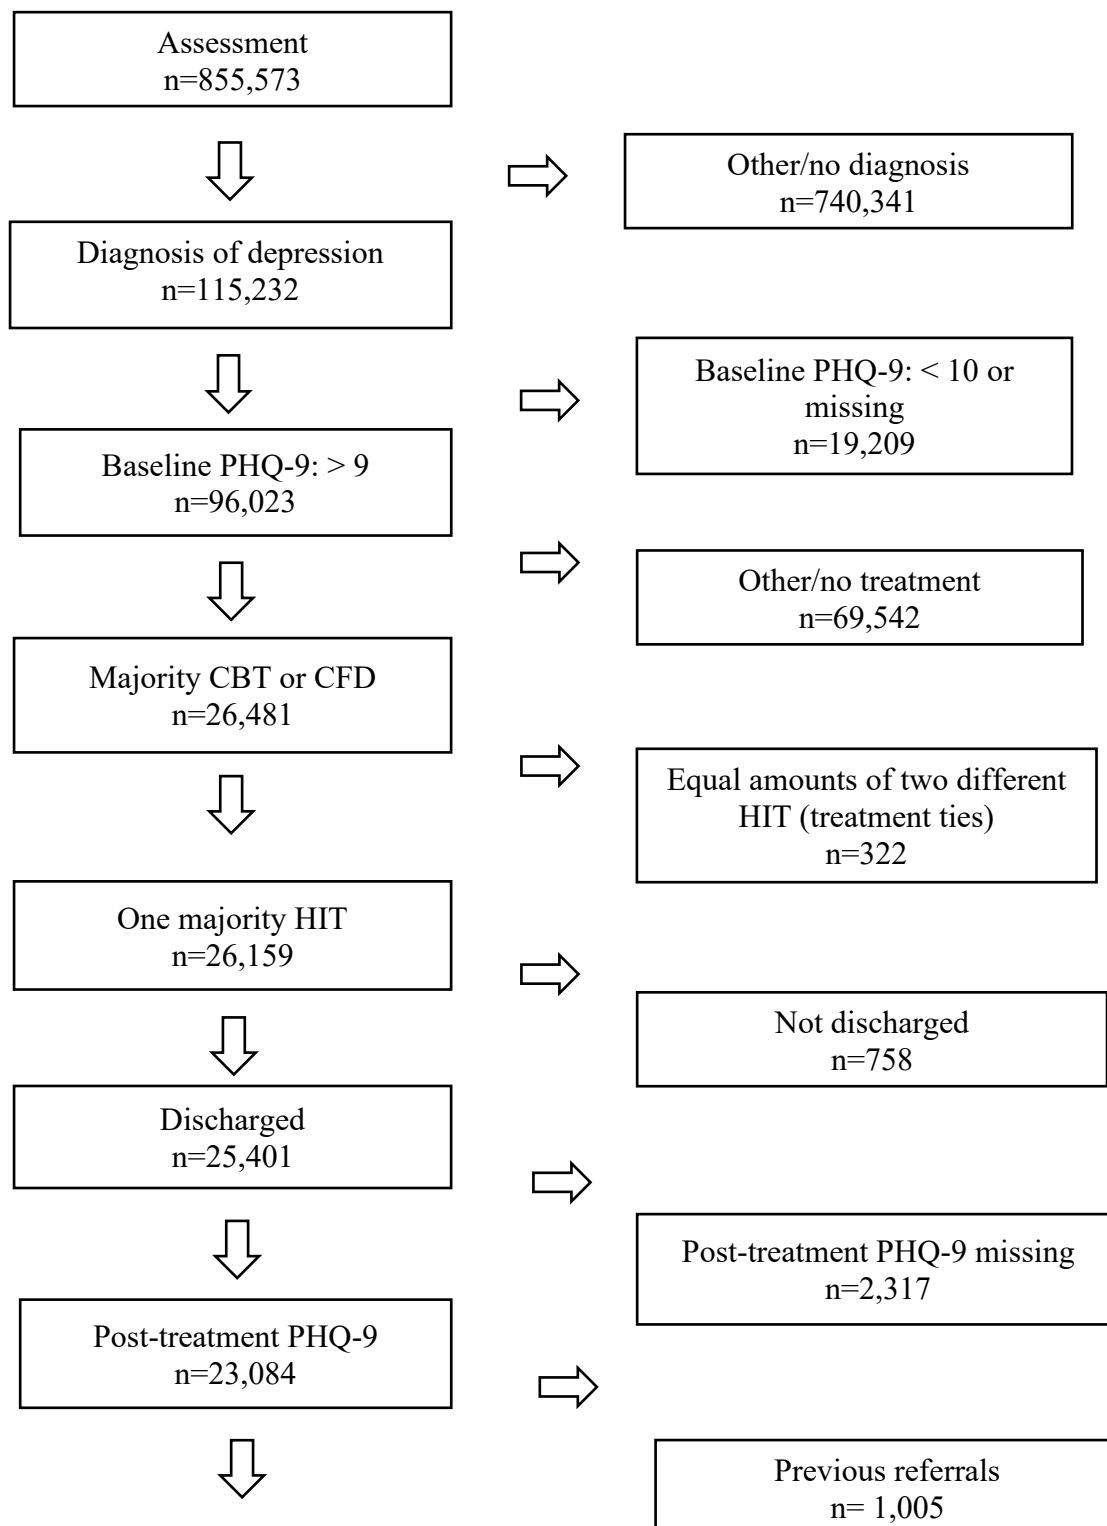 Assessment
n=855,573
Other/no diagnosis
n=740,341
Diagnosis of depression
n=115,232
Baseline PHQ-9: < 10 or
missing
n=19,209
Baseline PHQ-9: > 9
n=96,023
Other/no treatment
n=69,542
Majority CBT or CFD
n=26,481
Equal amounts of two different
HIT (treatment ties)
n=322
One majority HIT
n=26,159
Not discharged
n=758
Discharged
n=25,401
Post-treatment PHQ-9 missing
n=2,317
Post-treatment PHQ-9
n=23,084
Previous referrals
n= 1,005